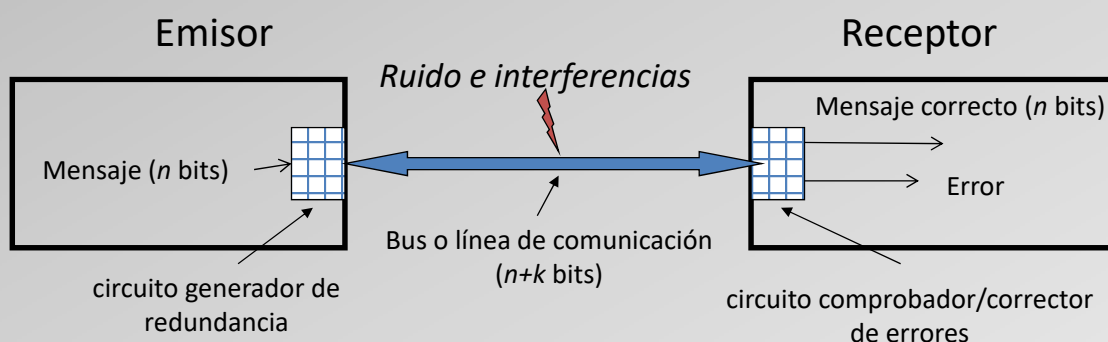 Emisor
Receptor
Ruido e interferencias
Mensaje correcto (n bits)
Mensaje (n bits)
Error
Bus o línea de comunicación
(n+k bits)
circuito generador de
redundancia
circuito comprobador/corrector
de errores